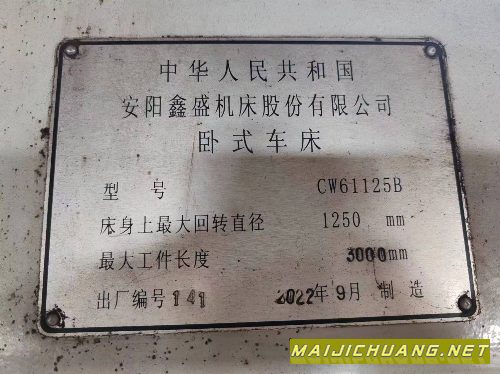 中华人民共和国
安阳鑫盛机床股份有限公司
卧式车床
型 号 CW61125B
床身上最大回转直径 1250 mm
最大工件长度 3000mm
出厂编号141 2022年9月 制造
MAIJICHUANG.NET